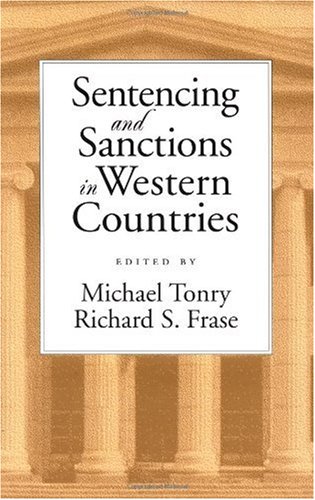 Sentencing
and
Sanctions
in Western
Countries
EDITED BY
Michael Tonry
Richard S. Frase